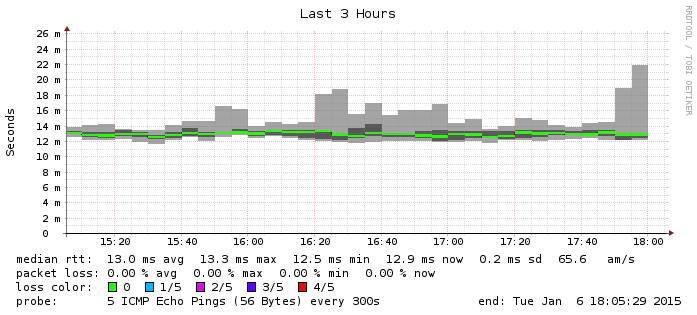 Last 3 Hours
RRDTOOL / TOBI OETIKER
Seconds
26 m
24 m
22 m
20 m
18 m
16 m
14 m
12 m
10 m
8 m
6 m
4 m
2 m
0
15:20 15:40 16:00 16:20 16:40 17:00 17:20 17:40 18:00
median rtt: 13.0 ms avg 13.3 ms max 12.5 ms min 12.9 ms now 0.2 ms sd 65.6 am/s
packet loss: 0.00 % avg 0.00 % max 0.00 % min 0.00 % now
loss color: 0 1/5 2/5 3/5 4/5
probe: 5 ICMP Echo Pings (56 Bytes) every 300s end: Tue Jan 6 18:05:29 2015